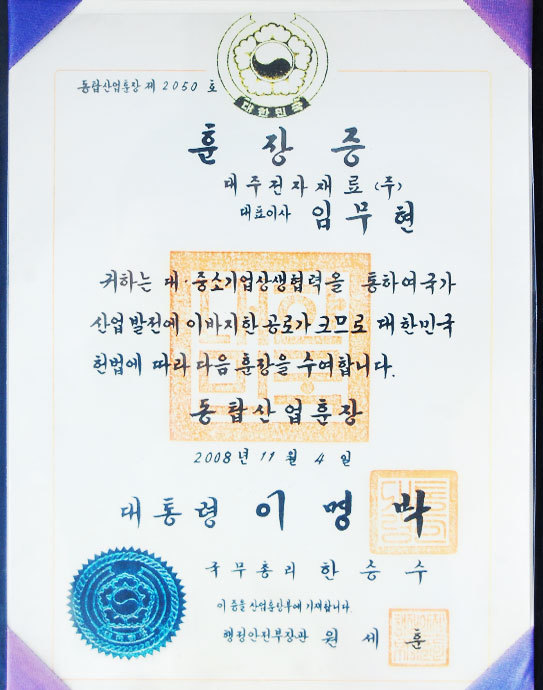 대한민국
동탑산업훈장 제 2050 호
훈장증
대주전자재료(주)
대표이사 임무현
귀하는 대·중소기업상생협력을 통하여 국가
산업발전에 이바지한 공로가 크므로 대한민국
헌법에 따라 다음 훈장을 수여합니다.
동탑산업훈장
2008년 11월 4일
대통령 이명박
국무총리 한승수
이 증을 산업훈장부에 기재합니다.
행정안전부장관 원세훈
대한민국